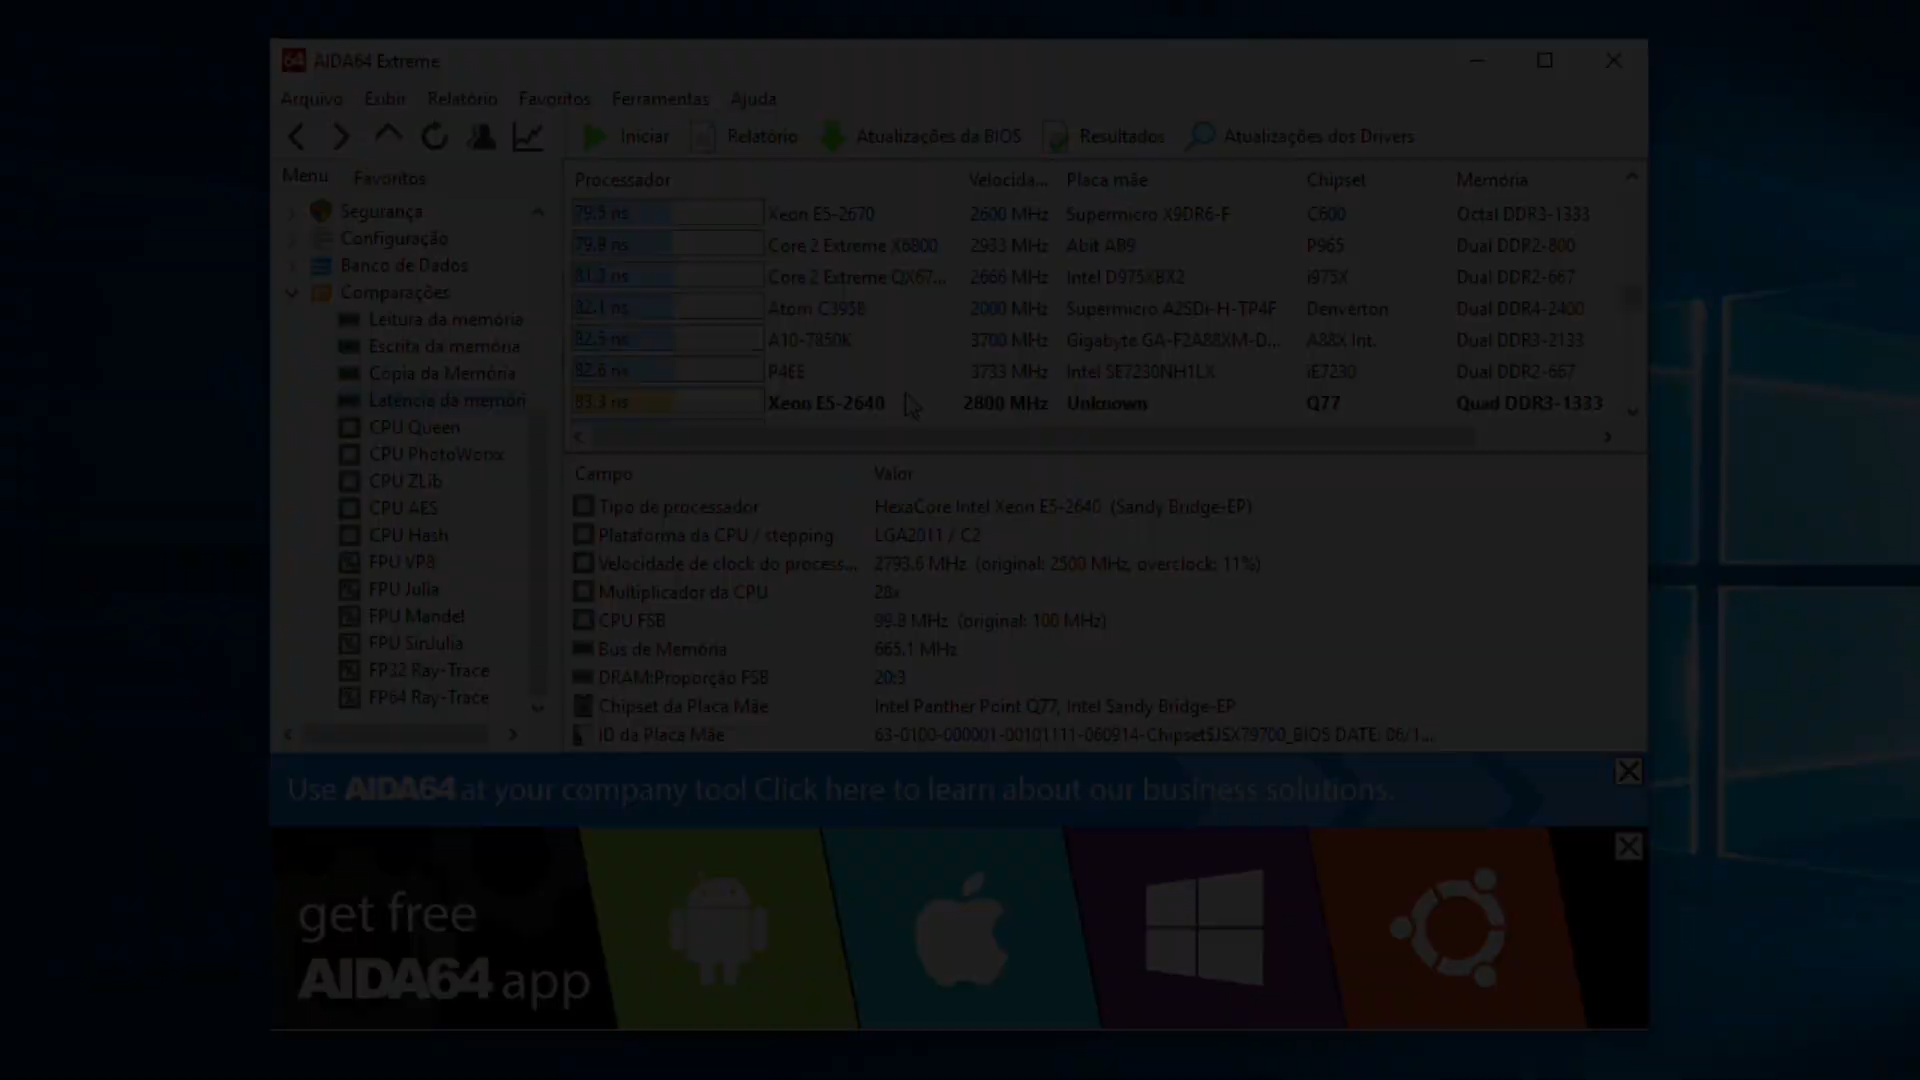 64 AIDA64 Extreme
Arquivo Exibir Relatório Favoritos Ferramentas Ajuda
Iniciar Relatório Atualizações da BIOS Resultados Atualizações dos Drivers
Menu Favoritos
Segurança
Configuração
Banco de Dados
Comparações
Leitura da memória
Escrita da memória
Cópia da Memória
Latência da memóri
CPU Queen
CPU PhotoWorxx
CPU ZLib
CPU AES
CPU Hash
FPU VP8
FPU Julia
FPU Mandel
FPU SinJulia
FP32 Ray-Trace
FP64 Ray-Trace
Processador Velocida... Placa mãe Chipset Memória
79.5 ns Xeon E5-2670 2600 MHz Supermicro X9DR6-F C600 Octal DDR3-1333
79.9 ns Core 2 Extreme X6800 2933 MHz Abit AB9 P965 Dual DDR2-800
81.3 ns Core 2 Extreme QX67... 2666 MHz Intel D975XBX2 i975X Dual DDR2-667
82.1 ns Atom C3958 2000 MHz Supermicro A2SDi-H-TP4F Denverton Dual DDR4-2400
82.5 ns A10-7850K 3700 MHz Gigabyte GA-F2A88XM-D... A88X Int. Dual DDR3-2133
82.6 ns P4EE 3733 MHz Intel SE7230NH1LX iE7230 Dual DDR2-667
83.3 ns Xeon E5-2640 2800 MHz Unknown Q77 Quad DDR3-1333
Campo Valor
Tipo de processador HexaCore Intel Xeon E5-2640 (Sandy Bridge-EP)
Plataforma da CPU / stepping LGA2011 / C2
Velocidade de clock do process... 2793.6 MHz (original: 2500 MHz, overclock: 11%)
Multiplicador da CPU 28x
CPU FSB 99.8 MHz (original: 100 MHz)
Bus de Memória 665.1 MHz
DRAM:Proporção FSB 20:3
Chipset da Placa Mãe Intel Panther Point Q77, Intel Sandy Bridge-EP
ID da Placa Mãe 63-0100-000001-00101111-060914-Chipset$JSX79700_BIOS DATE: 06/1...
Use AIDA64 at your company too! Click here to learn about our business solutions.
get free
AIDA64 app